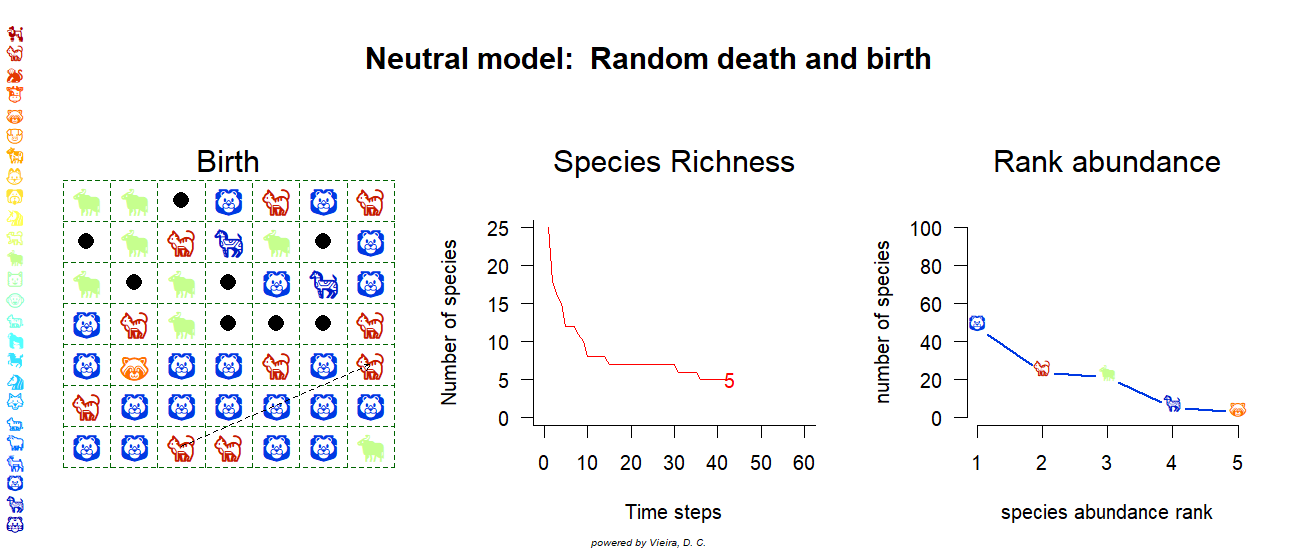 Neutral model:  Random death and birth
Birth
Species Richness
Number of species
25
20
15
10
5
0
5
0 10 20 30 40 50 60
Time steps
Rank abundance
number of species
100
80
60
40
20
0
1 2 3 4 5
species abundance rank
powered by Vieira, D. C.